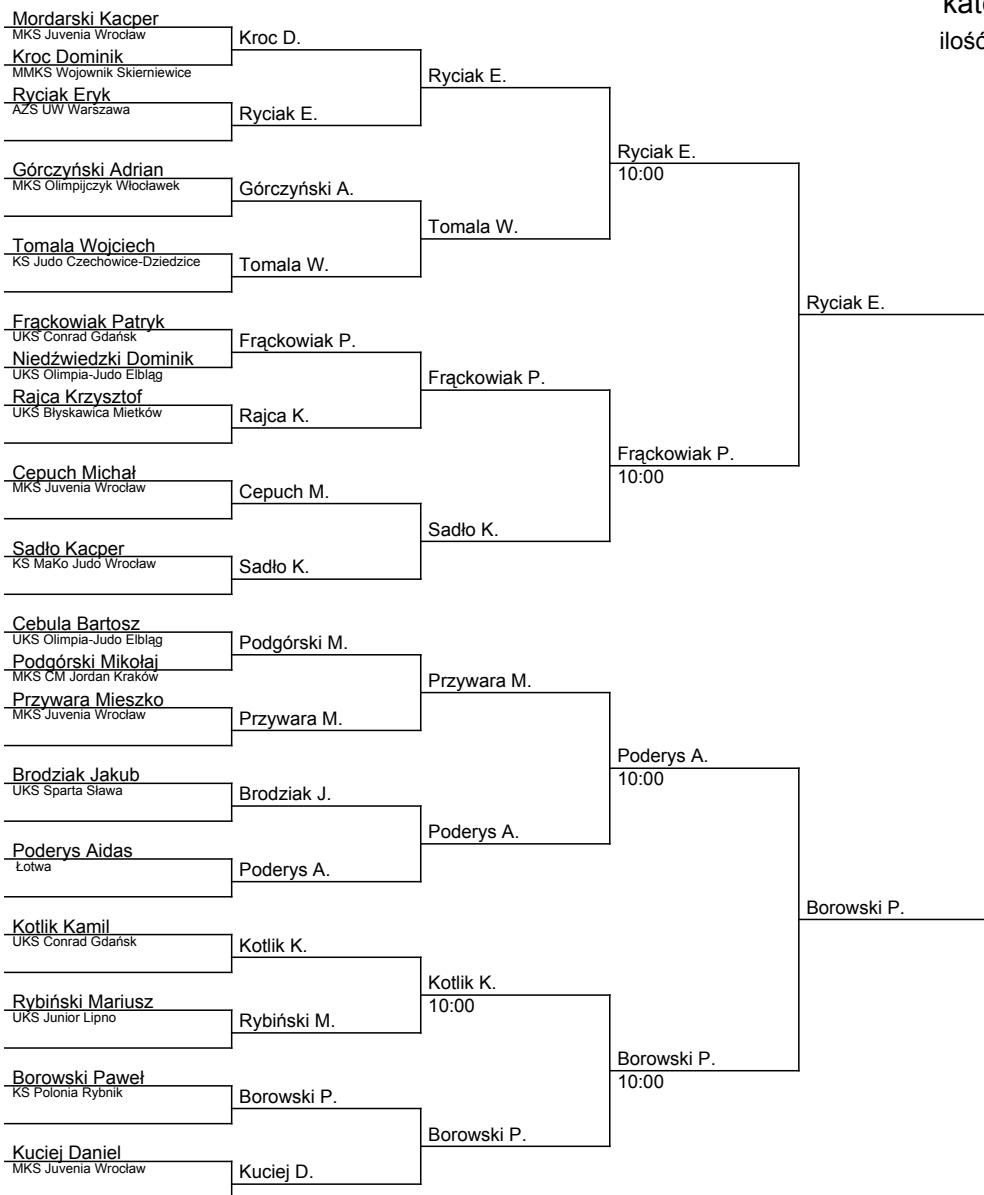 Mordarski Kacper
MKS Juvenia Wrocław
Kroc Dominik
MMKS Wojownik Skierniewice
Ryciak Eryk
AZS UW Warszawa
Górczyński Adrian
MKS Olimpijczyk Włocławek
Tomala Wojciech
KS Judo Czechowice-Dziedzice
Frąckowiak Patryk
UKS Conrad Gdańsk
Niedźwiedzki Dominik
UKS Olimpia-Judo Elbląg
Rajca Krzysztof
UKS Błyskawica Mietków
Cepuch Michał
MKS Juvenia Wrocław
Sadło Kacper
KS MaKo Judo Wrocław
Cebula Bartosz
UKS Olimpia-Judo Elbląg
Podgórski Mikołaj
MKS CM Jordan Kraków
Przywara Mieszko
MKS Juvenia Wrocław
Brodziak Jakub
UKS Sparta Sława
Poderys Aidas
Łotwa
Kotlik Kamil
UKS Conrad Gdańsk
Rybiński Mariusz
UKS Junior Lipno
Borowski Paweł
KS Polonia Rybnik
Kuciej Daniel
MKS Juvenia Wrocław
Kroc D.
Ryciak E.
Górczyński A.
Tomala W.
Frąckowiak P.
Rajca K.
Cepuch M.
Sadło K.
Podgórski M.
Przywara M.
Brodziak J.
Poderys A.
Kotlik K.
Rybiński M.
Borowski P.
Kuciej D.
Ryciak E.
Tomala W.
Frąckowiak P.
Sadło K.
Przywara M.
Poderys A.
Kotlik K.
10:00
Borowski P.
Ryciak E.
10:00
Frąckowiak P.
10:00
Poderys A.
10:00
Borowski P.
10:00
Ryciak E.
Borowski P.
ilość